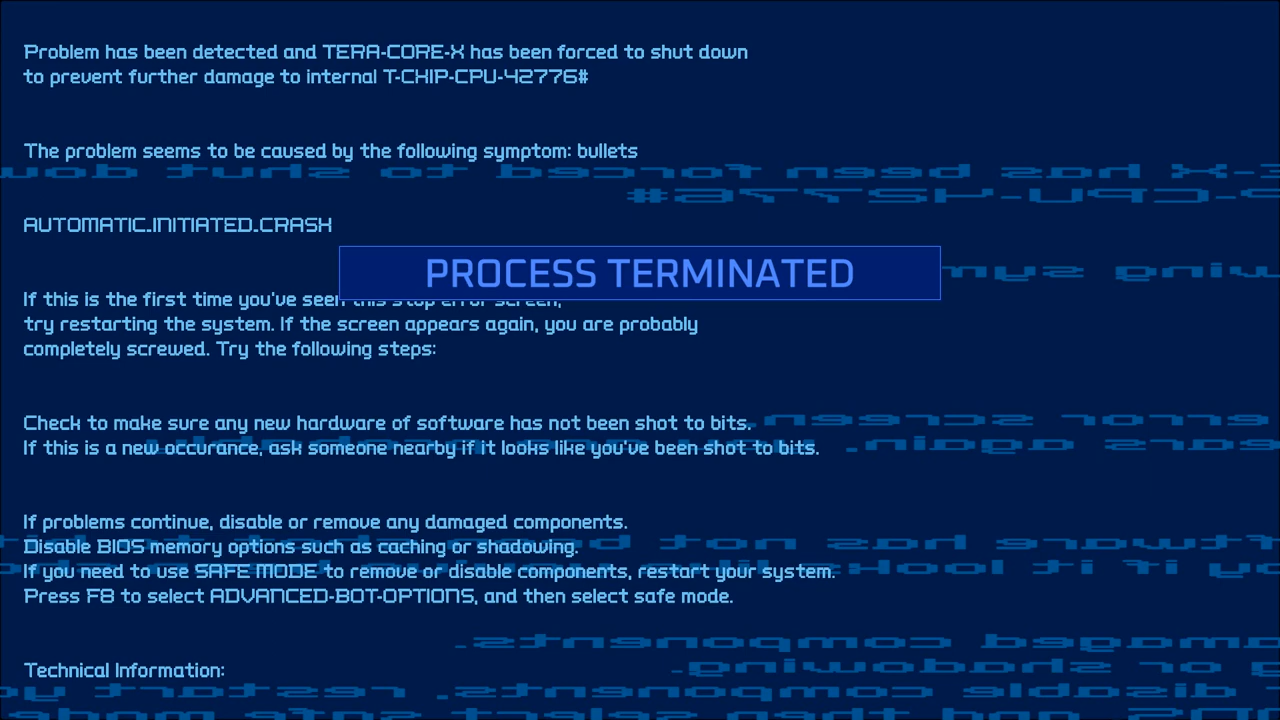 Problem has been detected and TERA-CORE-X has been forced to shut down
to prevent further damage to internal T-CHIP-CPU-42776#
The problem seems to be caused by the following symptom: bullets
AUTOMATIC_INITIATED_CRASH
PROCESS TERMINATED
If this is the first time you've seen this stop error screen,
try restarting the system. If the screen appears again, you are probably
completely screwed. Try the following steps:
Check to make sure any new hardware of software has not been shot to bits.
If this is a new occurance, ask someone nearby if it looks like you've been shot to bits.
If problems continue, disable or remove any damaged components.
Disable BIOS memory options such as caching or shadowing.
If you need to use SAFE MODE to remove or disable components, restart your system.
Press F8 to select ADVANCED-BOT-OPTIONS, and then select safe mode.
Technical Information: